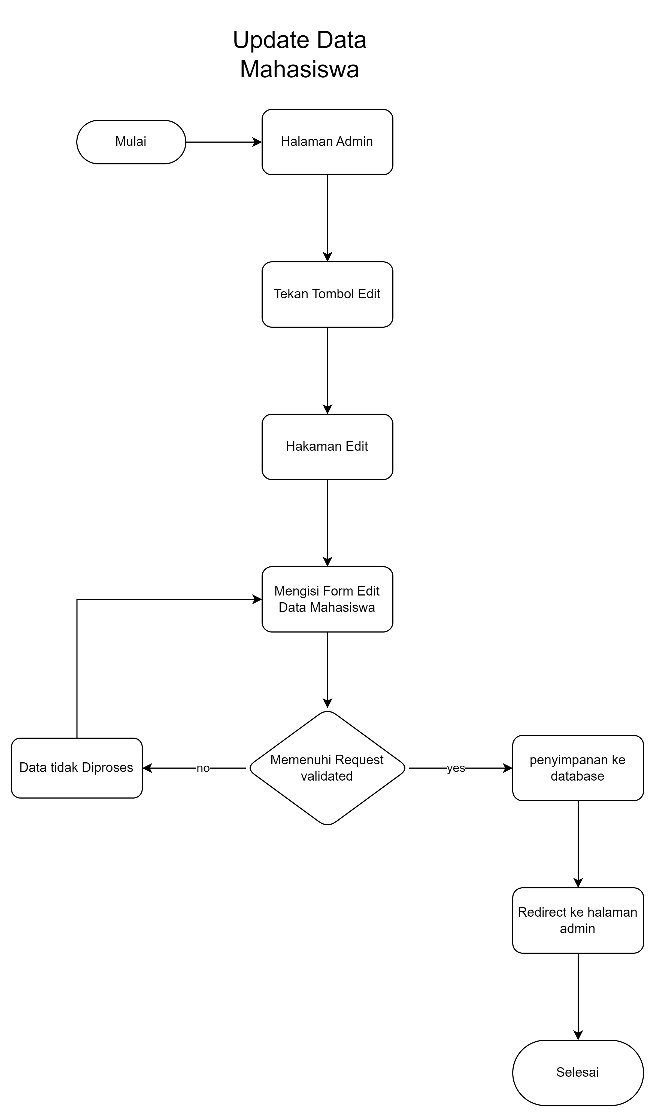 Update Data
Mahasiswa
Mulai
Halaman Admin
Tekan Tombol Edit
Hakaman Edit
Mengisi Form Edit
Data Mahasiswa
Memenuhi Request
validated
no
Data tidak Diproses
yes
penyimpanan ke
database
Redirect ke halaman
admin
Selesai